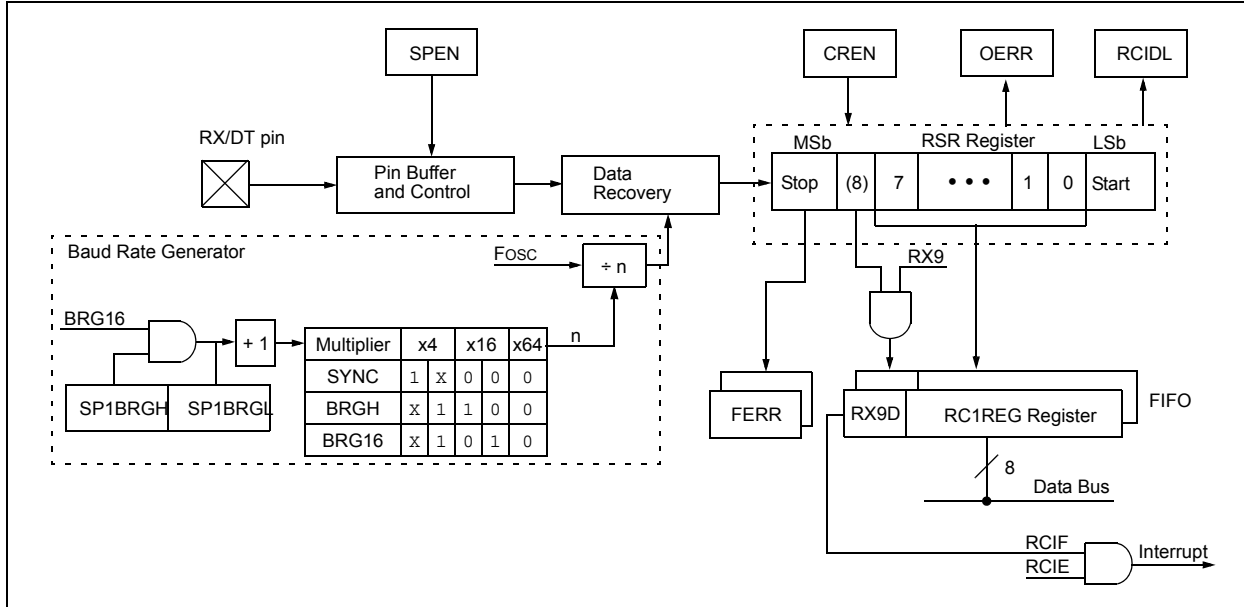 SPEN
CREN
OERR
RCIDL
RX/DT pin
Pin Buffer
and Control
Data
Recovery
MSb
RSR Register
LSb
Stop
(8)
7
• • •
1
0
Start
Baud Rate Generator
FOSC
÷ n
RX9
BRG16
+ 1
n
SP1BRGH
SP1BRGL
Multiplier x4 x16 x64
SYNC 1 X 0 0 0
BRGH X 1 1 0 0
BRG16 X 1 0 1 0
FERR
RX9D
RC1REG Register
FIFO
8
Data Bus
RCIF
RCIE
Interrupt